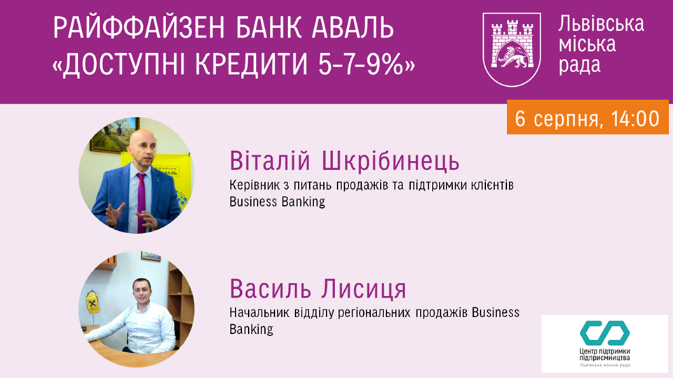 РАЙФФАЙЗЕН БАНК АВАЛЬ
«ДОСТУПНІ КРЕДИТИ 5-7-9%»
Львівська
міська
рада
6 серпня, 14:00
Віталій Шкрібинець
Керівник з питань продажів та підтримки клієнтів
Business Banking
Василь Лисиця
Начальник відділу регіональних продажів Business
Banking
Центр підтримки
підприємництва
Львівська міська рада